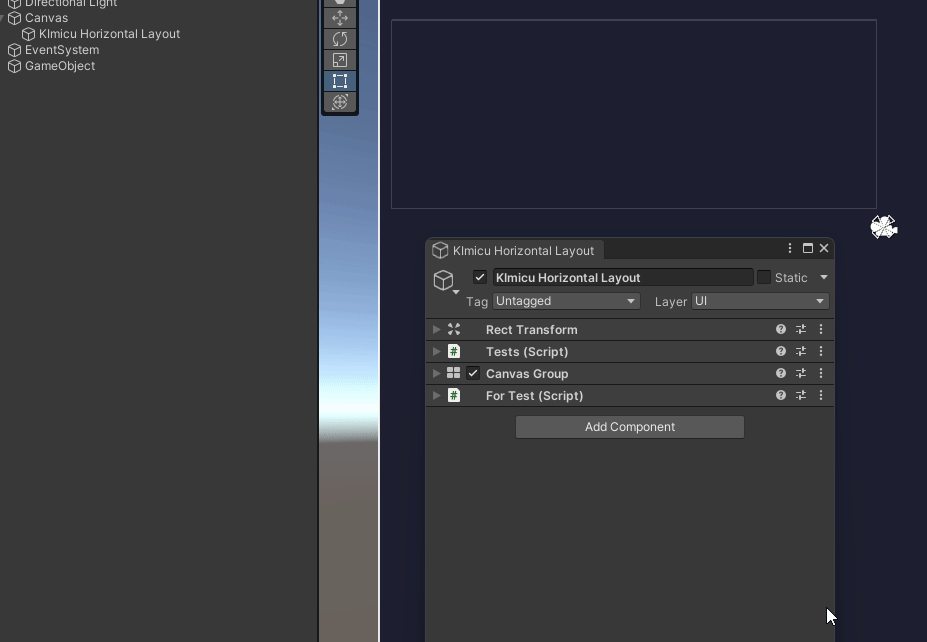 Directional Light
Canvas
Klmicu Horizontal Layout
EventSystem
GameObject
Klmicu Horizontal Layout
Klmicu Horizontal Layout
Static
Tag Untagged
Layer UI
Rect Transform
# Tests (Script)
Canvas Group
# For Test (Script)
Add Component